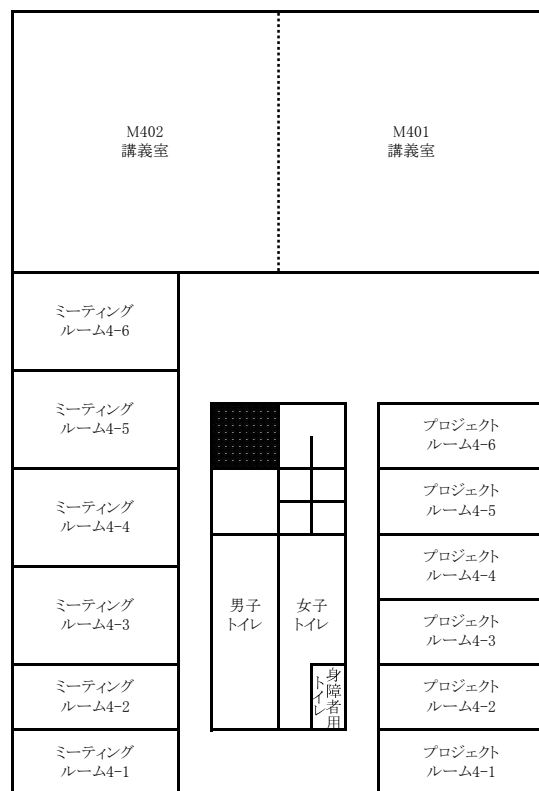 M402
講義室
M401
講義室
ミーティング
ルーム4-6
ミーティング
ルーム4-5
プロジェクト
ルーム4-6
プロジェクト
ルーム4-5
ミーティング
ルーム4-4
プロジェクト
ルーム4-4
ミーティング
ルーム4-3
男子
トイレ
女子
トイレ
プロジェクト
ルーム4-3
ミーティング
ルーム4-2
身障者用
トイレ
プロジェクト
ルーム4-2
ミーティング
ルーム4-1
プロジェクト
ルーム4-1